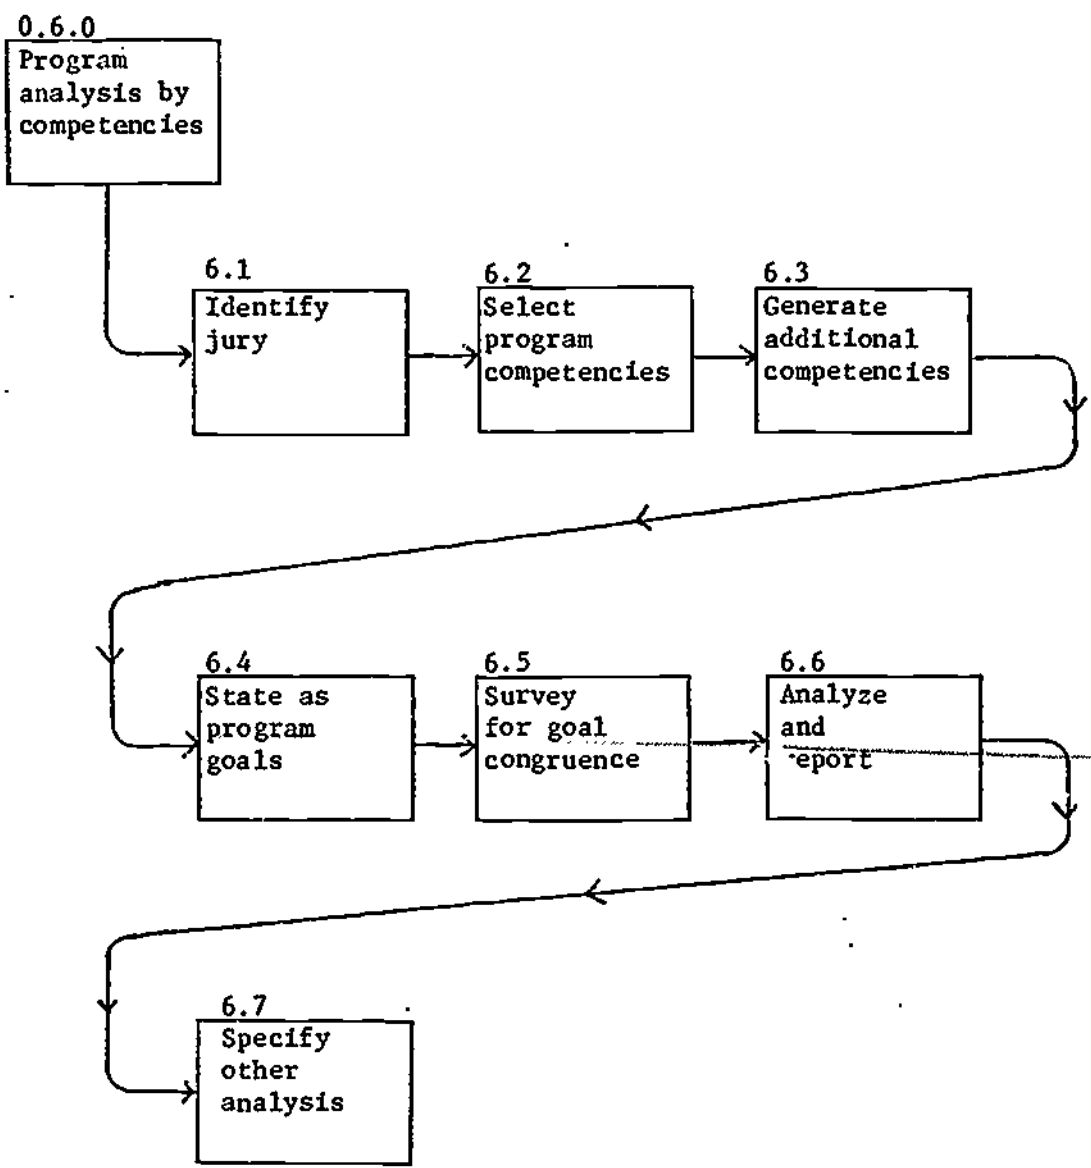 0.6.0
Program
analysis by
competencies
6.1
Identify
jury
6.2
Select
program
competencies
6.3
Generate
additional
competencies
6.4
State as
program
goals
6.5
Survey
for goal
congruence
6.6
Analyze
and
report
6.7
Specify
other
analysis